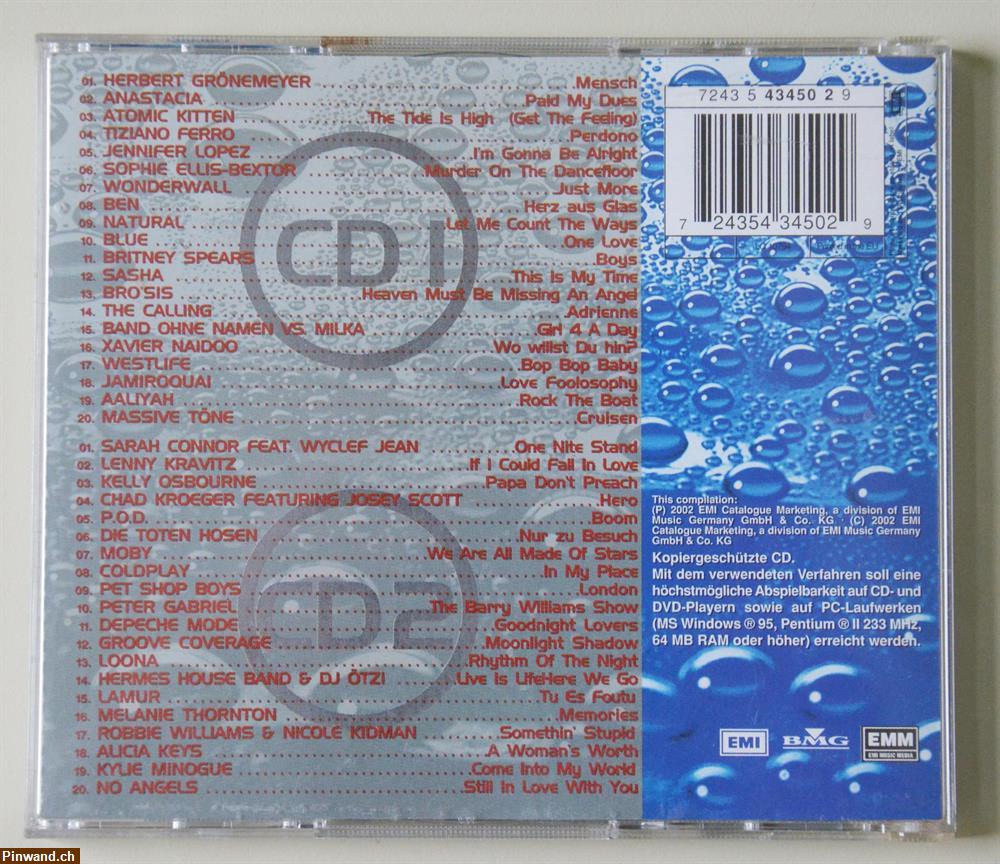 01. HERBERT GRÖNEMEYER Mensch
02. ANASTACIA Paid My Dues
03. ATOMIC KITTEN The Tide Is High (Get The Feeling)
04. TIZIANO FERRO Perdono
05. JENNIFER LOPEZ I'm Gonna Be Alright
06. SOPHIE ELLIS-BEXTOR Murder On The Dancefloor
07. WONDERWALL Just More
08. BEN Herz aus Glas
09. NATURAL Let Me Count The Ways
10. BLUE One Love
11. BRITNEY SPEARS Boys
12. SASHA This Is My Time
13. BRO'SIS Heaven Must Be Missing An Angel
14. THE CALLING Adrienne
15. BAND OHNE NAMEN VS. MILKA Girl 4 A Day
16. XAVIER NAIDOO Wo willst Du hin?
17. WESTLIFE Bop Bop Baby
18. JAMIROQUAI Love Foolosophy
19. AALIYAH Rock The Boat
20. MASSIVE TÖNE Cruisen
CD 1
01. SARAH CONNOR FEAT. WYCLEF JEAN One Nite Stand
02. LENNY KRAVITZ If I Could Fall In Love
03. KELLY OSBOURNE Papa Don't Preach
04. CHAD KROEGER FEATURING JOSEY SCOTT Hero
05. P.O.D. Boom
06. DIE TOTEN HOSEN Nur zu Besuch
07. MOBY We Are All Made Of Stars
08. COLDPLAY In My Place
09. PET SHOP BOYS London
10. PETER GABRIEL The Barry Williams Show
11. DEPECHE MODE Goodnight Lovers
12. GROOVE COVERAGE Moonlight Shadow
13. LOONA Rhythm Of The Night
14. HERMES HOUSE BAND & DJ ÖTZI Live Is LifeHere We Go
15. LAMUR Tu Es Foutu
16. MELANIE THORNTON Memories
17. ROBBIE WILLIAMS & NICOLE KIDMAN Somethin' Stupid
18. ALICIA KEYS A Woman's Worth
19. KYLIE MINOGUE Come Into My World
20. NO ANGELS Still In Love With You
CD 2
7243 5 43450 2 9
7 24354 34502 9
This compilation:
(P) 2002 EMI Catalogue Marketing, a division of EMI
Music Germany GmbH & Co. KG · (C) 2002 EMI
Catalogue Marketing, a division of EMI Music Germany
GmbH & Co. KG
Kopiergeschützte CD.
Mit dem verwendeten Verfahren soll eine
höchstmögliche Abspielbarkeit auf CD- und
DVD-Playern sowie auf PC-Laufwerken
(MS Windows ® 95, Pentium ® II 233 MHz,
64 MB RAM oder höher) erreicht werden.
EMI BMG EMM
EMI MUSIC MEDIA
Pinwand.ch